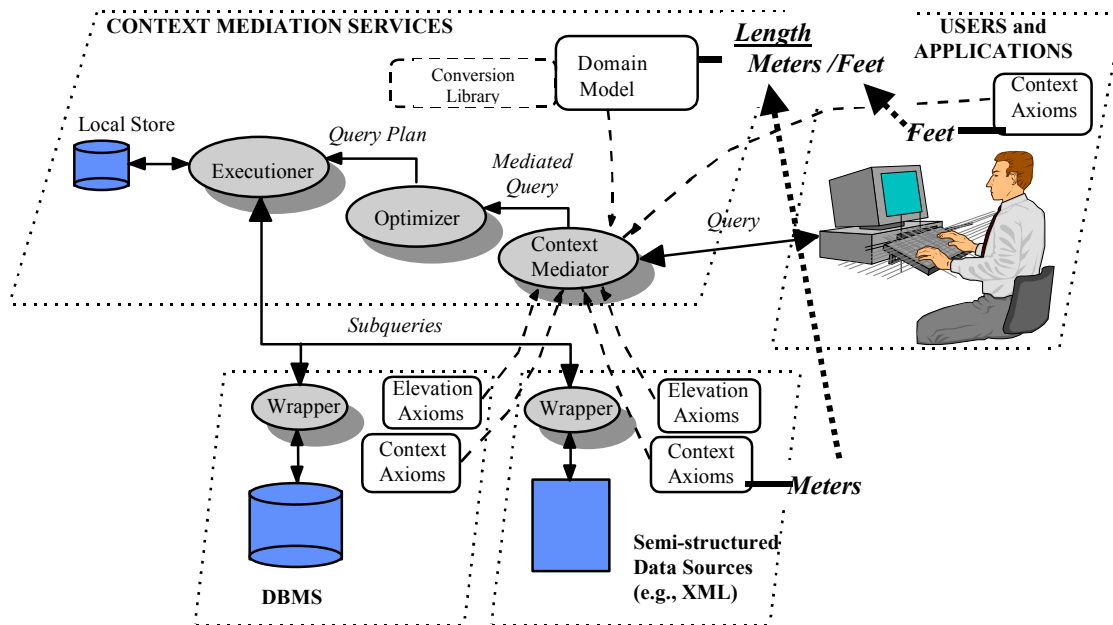 CONTEXT MEDIATION SERVICES
Length
Meters /Feet
USERS and
APPLICATIONS
Conversion
Library
Domain
Model
Context
Axioms
Feet
Local Store
Query Plan
Executioner
Mediated
Query
Optimizer
Context
Mediator
Query
Subqueries
Wrapper
Elevation
Axioms
Context
Axioms
Wrapper
Elevation
Axioms
Context
Axioms
Meters
DBMS
Semi-structured
Data Sources
(e.g., XML)